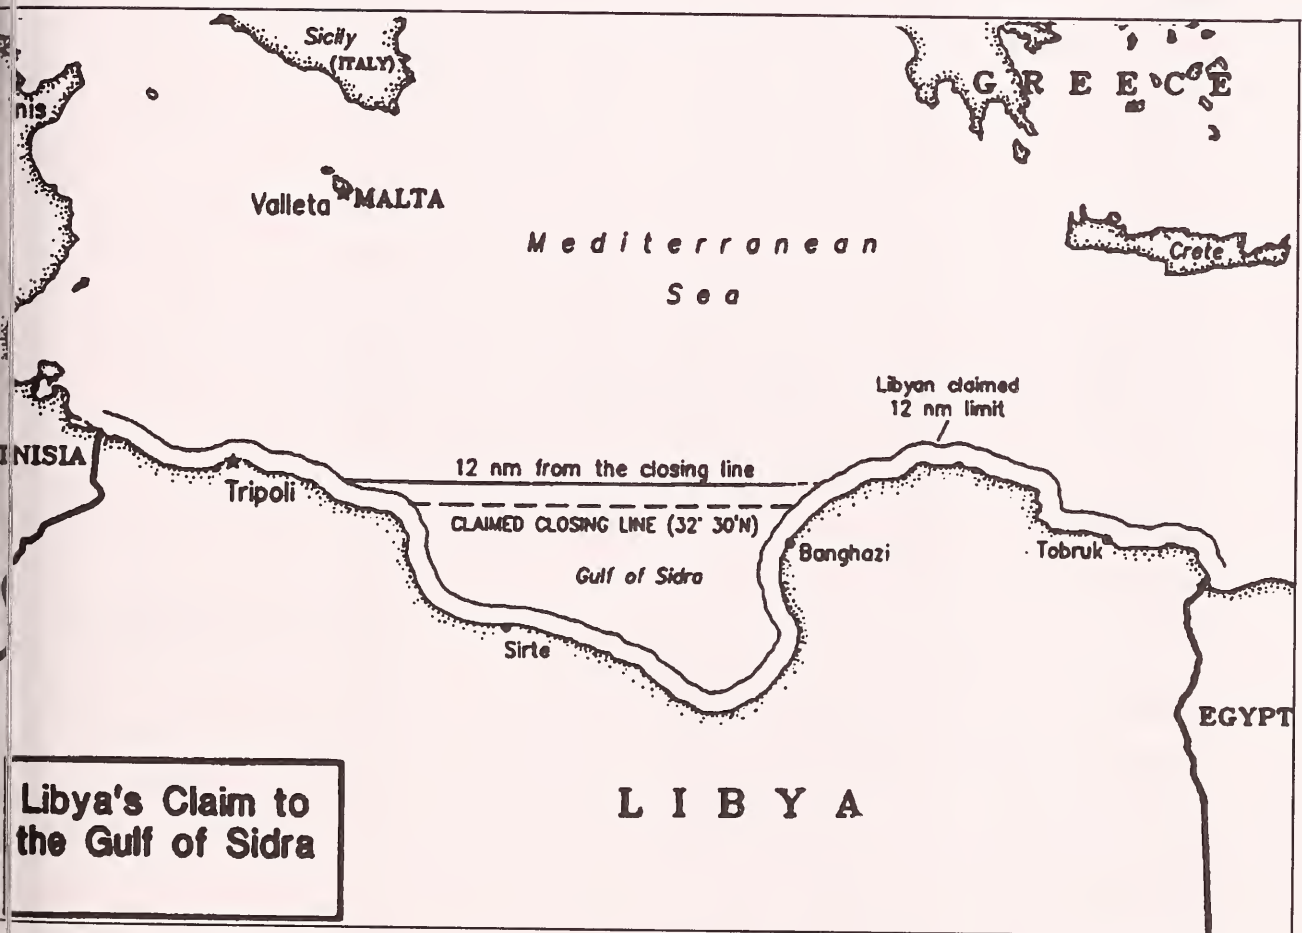 Sicily
(ITALY)
GREECE
nis
Valleta MALTA
Mediterranean
Sea
Crete
Libyan claimed
12 nm limit
NISIA
12 nm from the closing line
Tripoli
CLAIMED CLOSING LINE (32° 30'N)
Banghazi
Tobruk
Gulf of Sidra
Sirte
EGYPT
LIBYA
Libya's Claim to
the Gulf of Sidra